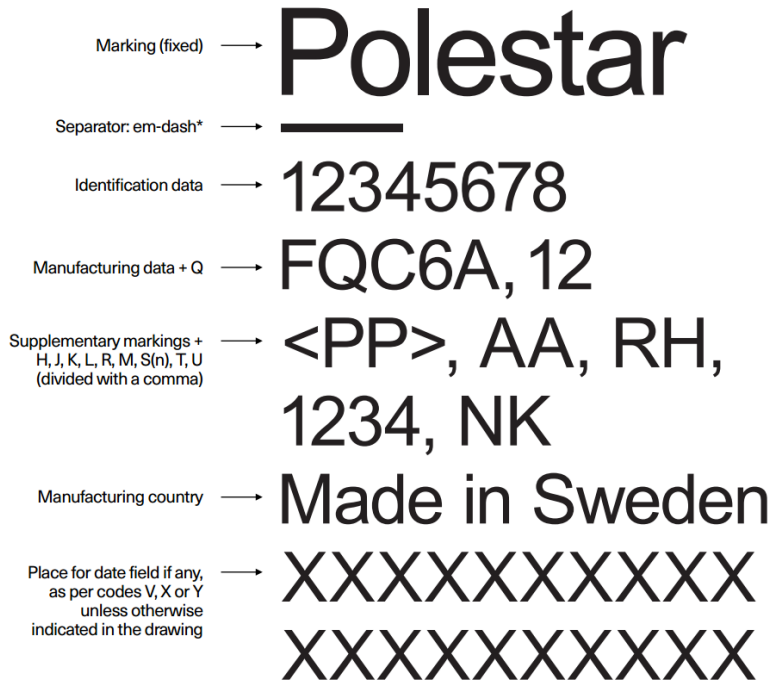 Marking (fixed) Polestar
Separator: em-dash* —
Identification data 12345678
Manufacturing data + Q FQC6A, 12
Supplementary markings +
H, J, K, L, R, M, S(n), T, U
(divided with a comma)
<PP>, AA, RH,
1234, NK
Manufacturing country Made in Sweden
Place for date field if any,
as per codes V, X or Y
unless otherwise
indicated in the drawing
XXXXXXXXXX
XXXXXXXXXX